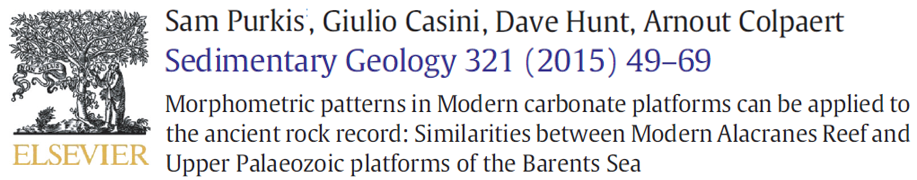 Sam Purkis, Giulio Casini, Dave Hunt, Arnout Colpaert
Sedimentary Geology 321 (2015) 49–69
Morphometric patterns in Modern carbonate platforms can be applied to
the ancient rock record: Similarities between Modern Alacranes Reef and
Upper Palaeozoic platforms of the Barents Sea
ELSEVIER